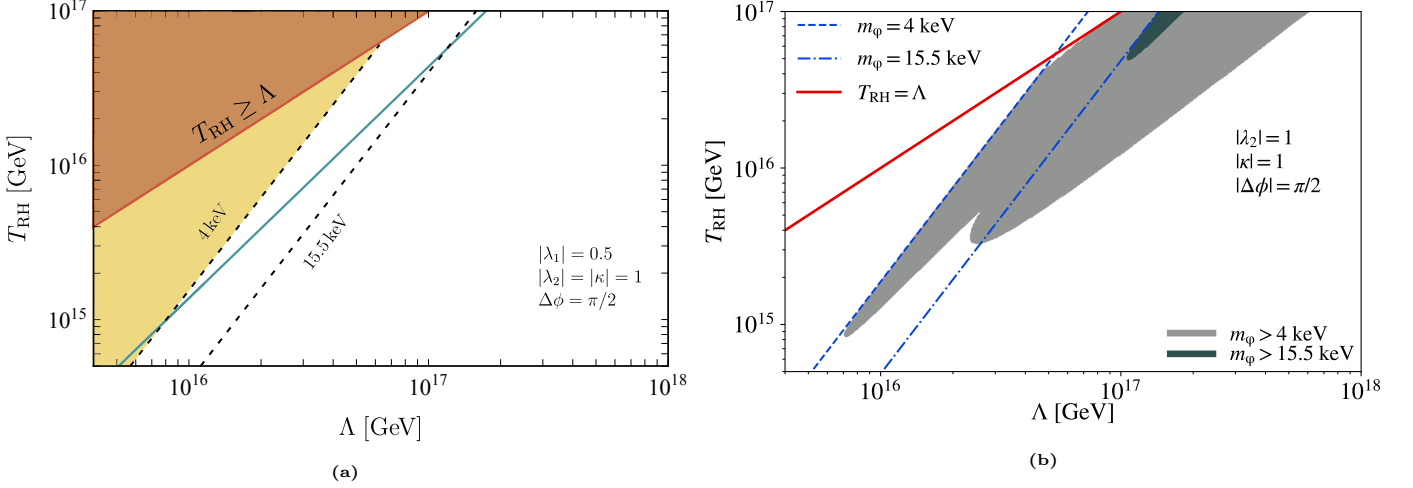 10^17
10^16
10^15
T_RH [GeV]
T_RH ≥ Λ
4 keV
15.5 keV
|λ_1| = 0.5
|λ_2| = |κ| = 1
Δϕ = π/2
10^16
10^17
10^18
Λ [GeV]
(a)
10^17
10^16
10^15
T_RH [GeV]
m_φ = 4 keV
m_φ = 15.5 keV
T_RH = Λ
|λ_2| = 1
|κ| = 1
|Δϕ| = π/2
m_φ > 4 keV
m_φ > 15.5 keV
10^16
10^17
10^18
Λ [GeV]
(b)